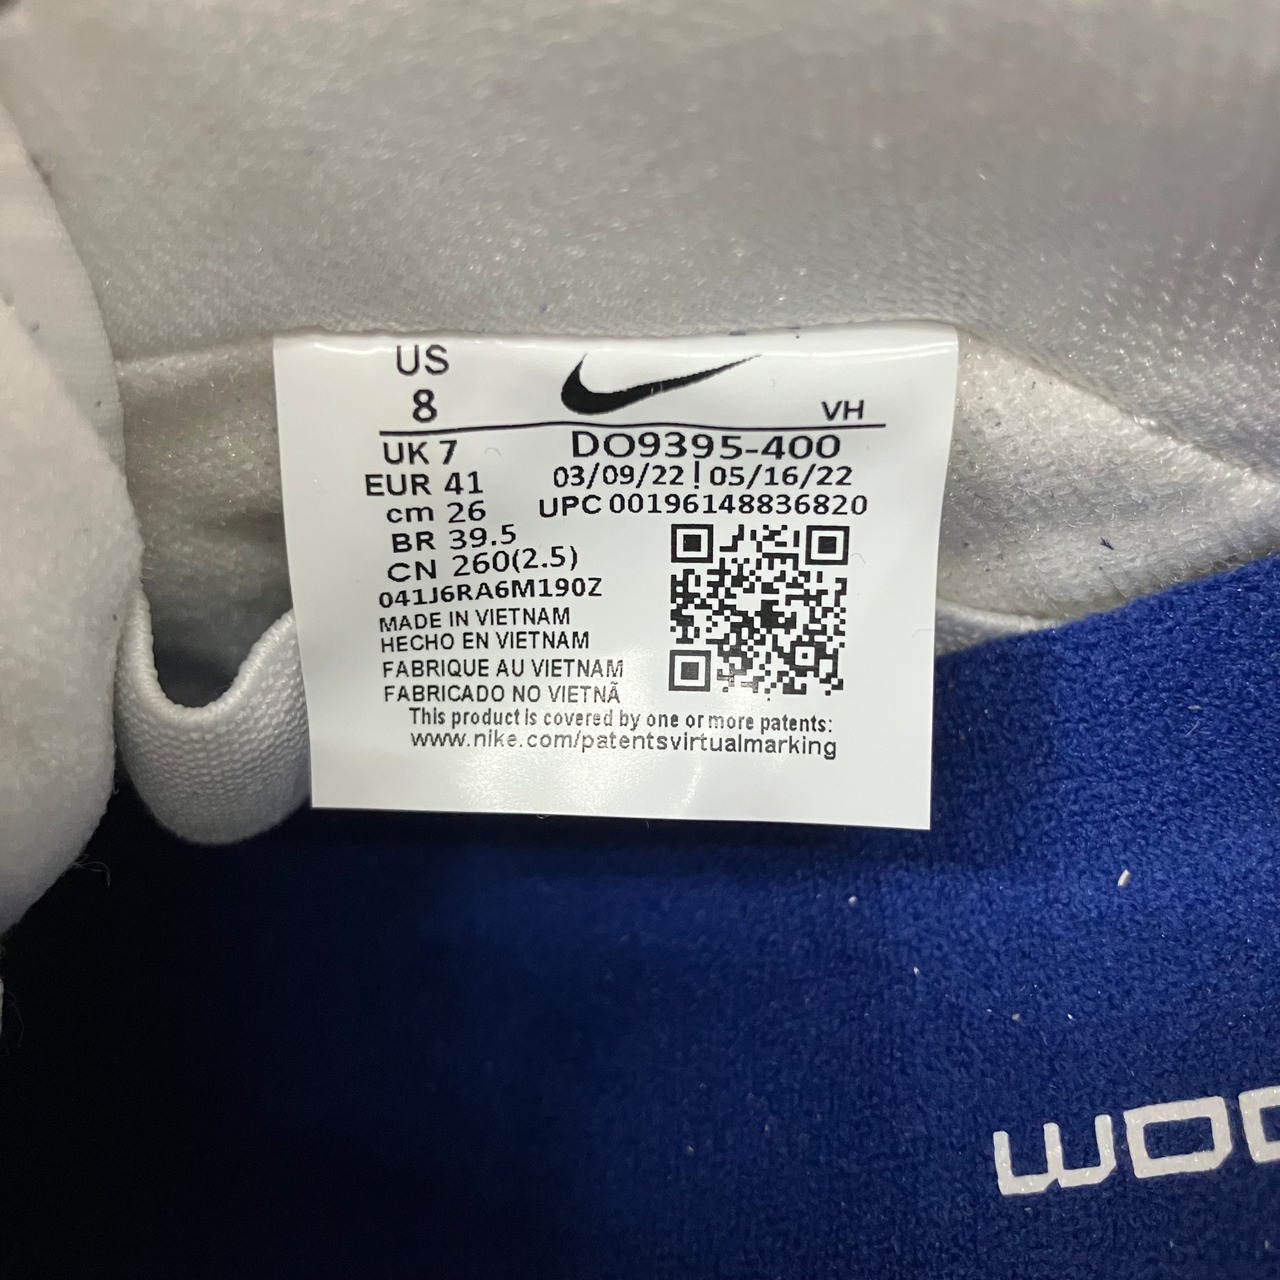 US
8
VH
UK 7
DO9395-400
EUR 41
03/09/22 | 05/16/22
cm 26
UPC 00196148836820
BR 39.5
CN 260(2.5)
041J6RA6M190Z
MADE IN VIETNAM
HECHO EN VIETNAM
FABRIQUE AU VIETNAM
FABRICADO NO VIETNÃ
This product is covered by one or more patents:
www.nike.com/patentsvirtualmarking